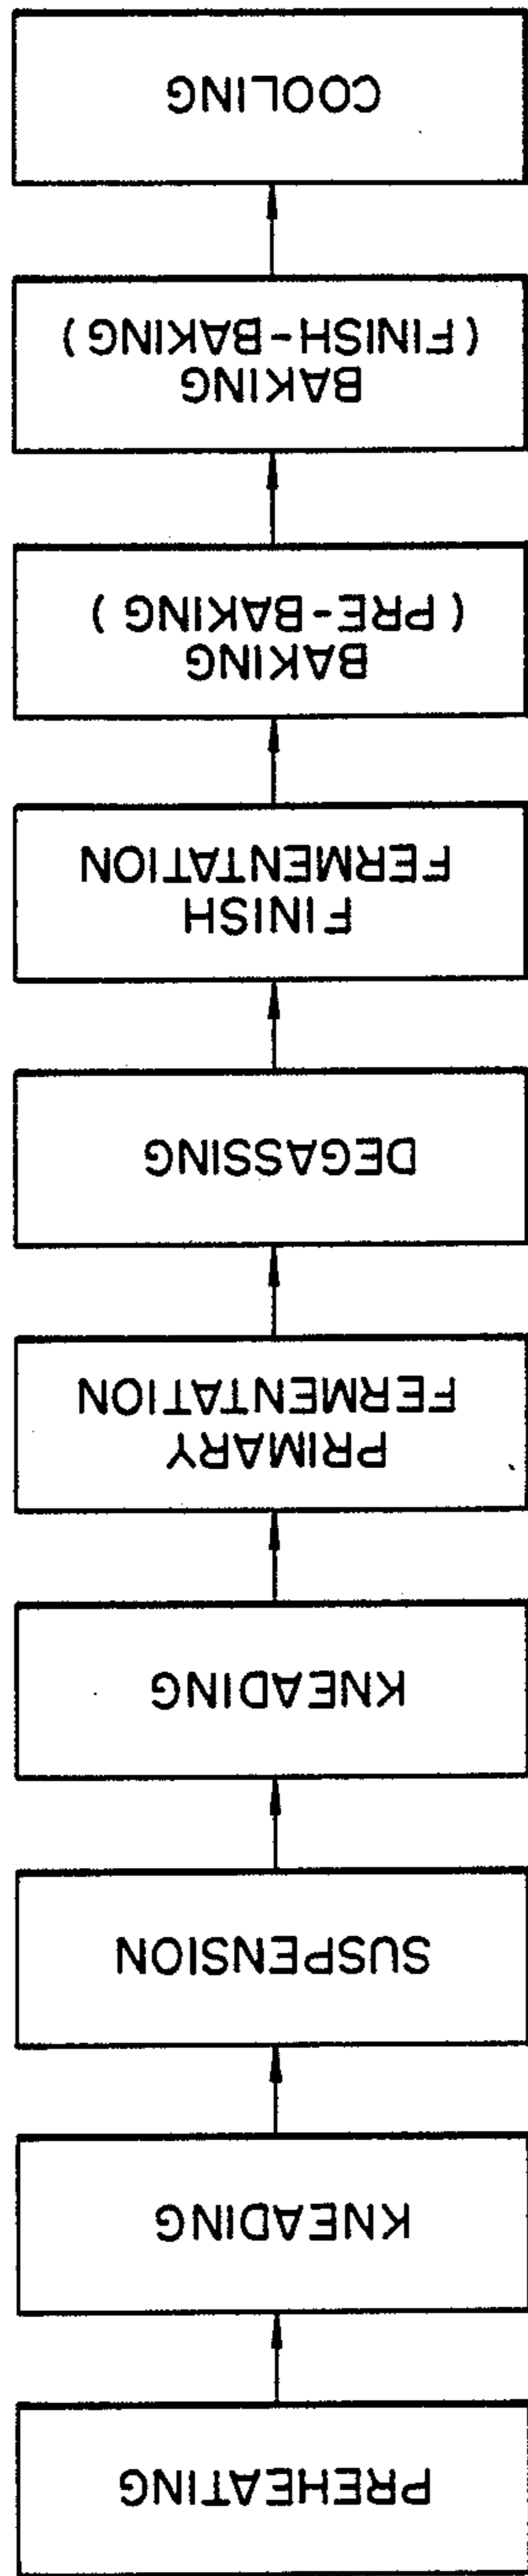 PREHEATING
KNEADING
SUSPENSION
KNEADING
PRIMARY
FERMENTATION
DEGASSING
FINISH
FERMENTATION
BAKING
(PRE-BAKING)
BAKING
(FINISH-BAKING)
COOLING